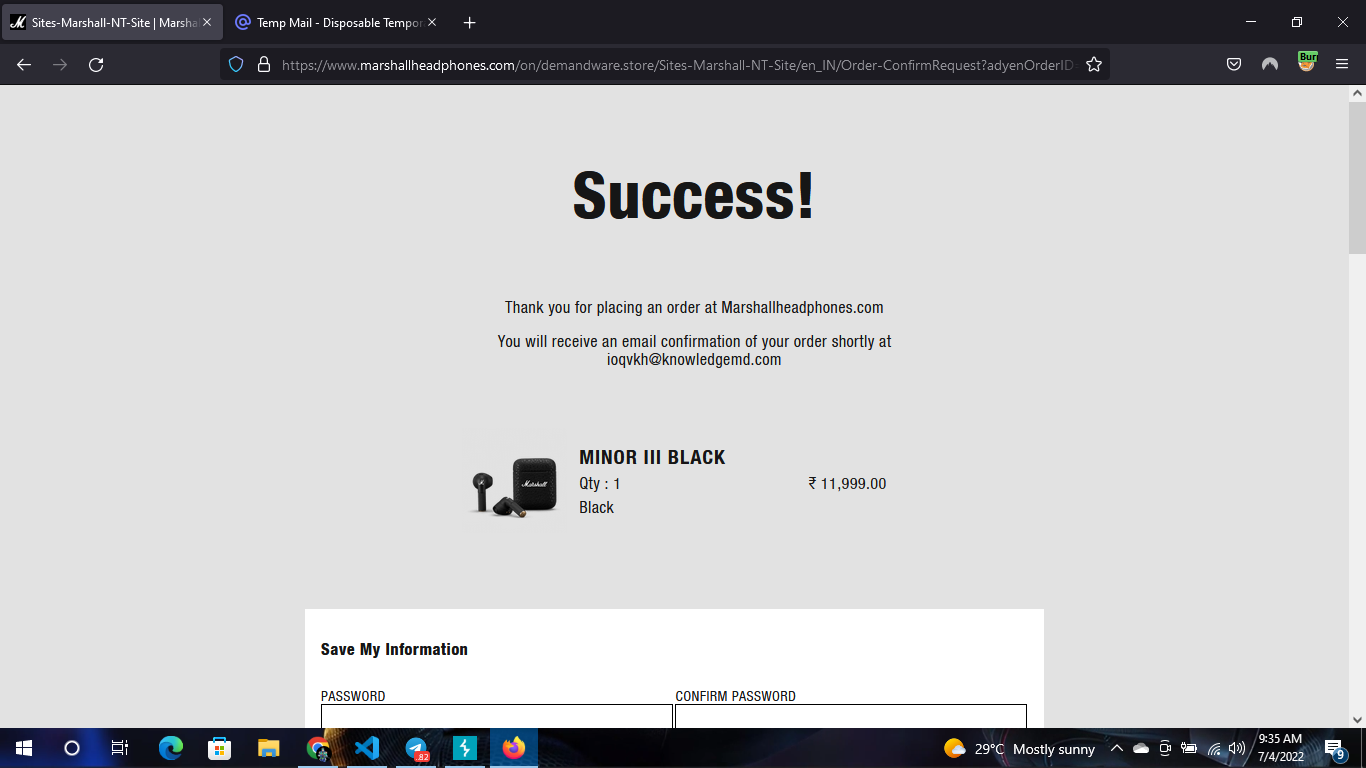 Sites-Marshall-NT-Site | Marshal
Temp Mail - Disposable Tempora
https://www.marshallheadphones.com/on/demandware.store/Sites-Marshall-NT-Site/en_IN/Order-ConfirmRequest?adyenOrderID=
Bur
Success!
Thank you for placing an order at Marshallheadphones.com
You will receive an email confirmation of your order shortly at
ioqvkh@knowledgemd.com
Marshall
MINOR III BLACK
Qty : 1
₹ 11,999.00
Black
Save My Information
PASSWORD
CONFIRM PASSWORD
82
29°C Mostly sunny
9:35 AM
7/4/2022
9